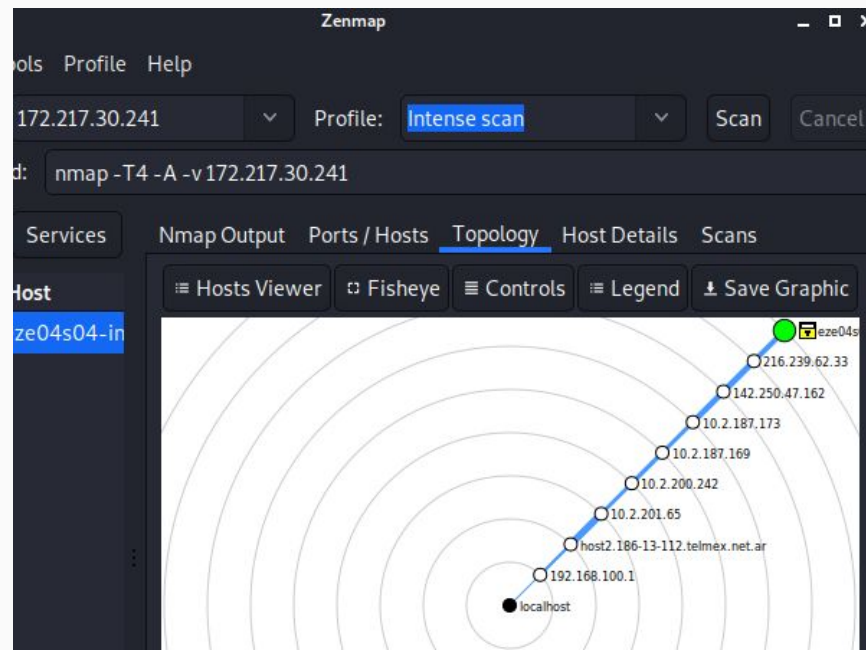 Zenmap
Profile Help
172.217.30.241 Profile: Intense scan Scan Cancel
nmap -T4 -A -v 172.217.30.241
Services Nmap Output Ports / Hosts Topology Host Details Scans
Host Hosts Viewer Fisheye Controls Legend Save Graphic
ze04s04-in
eze04s
216.239.62.33
142.250.47.162
10.2.187.173
10.2.187.169
10.2.200.242
10.2.201.65
host2.186-13-112.telmex.net.ar
192.168.100.1
localhost